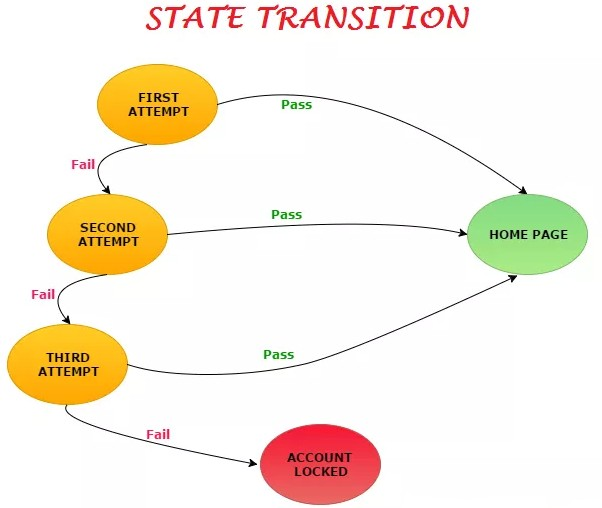 STATE TRANSITION
FIRST
ATTEMPT
Pass
Fail
SECOND
ATTEMPT
Pass
HOME PAGE
Fail
THIRD
ATTEMPT
Pass
Fail
ACCOUNT
LOCKED